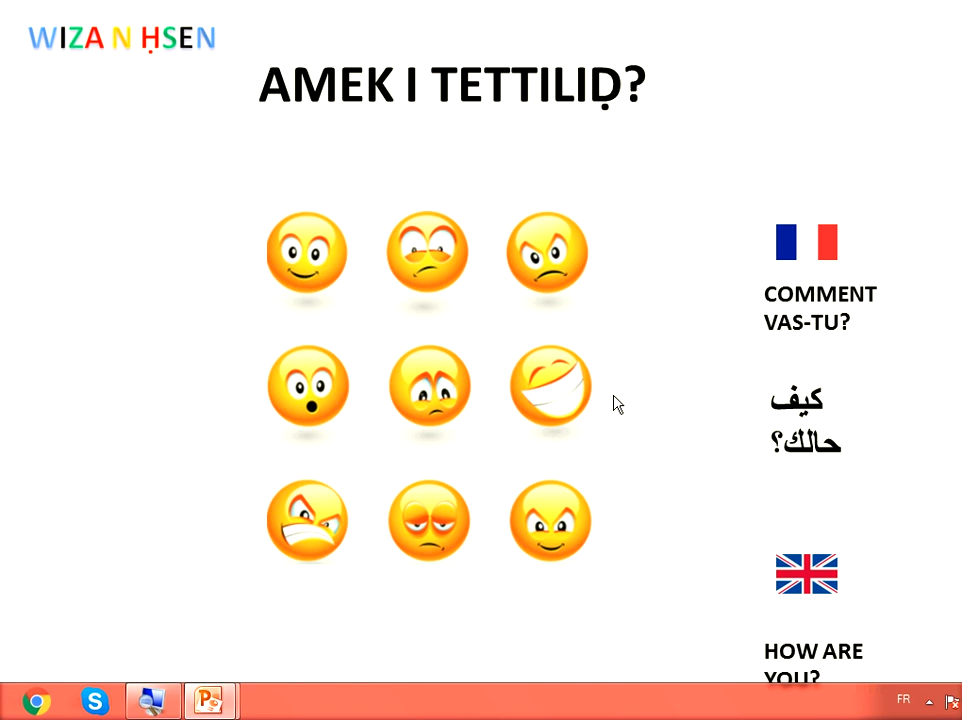 WIZA N ḤSEN
AMEK I TETTILIḌ?
COMMENT
VAS-TU?
كيف
حالك؟
HOW ARE
YOU?
FR